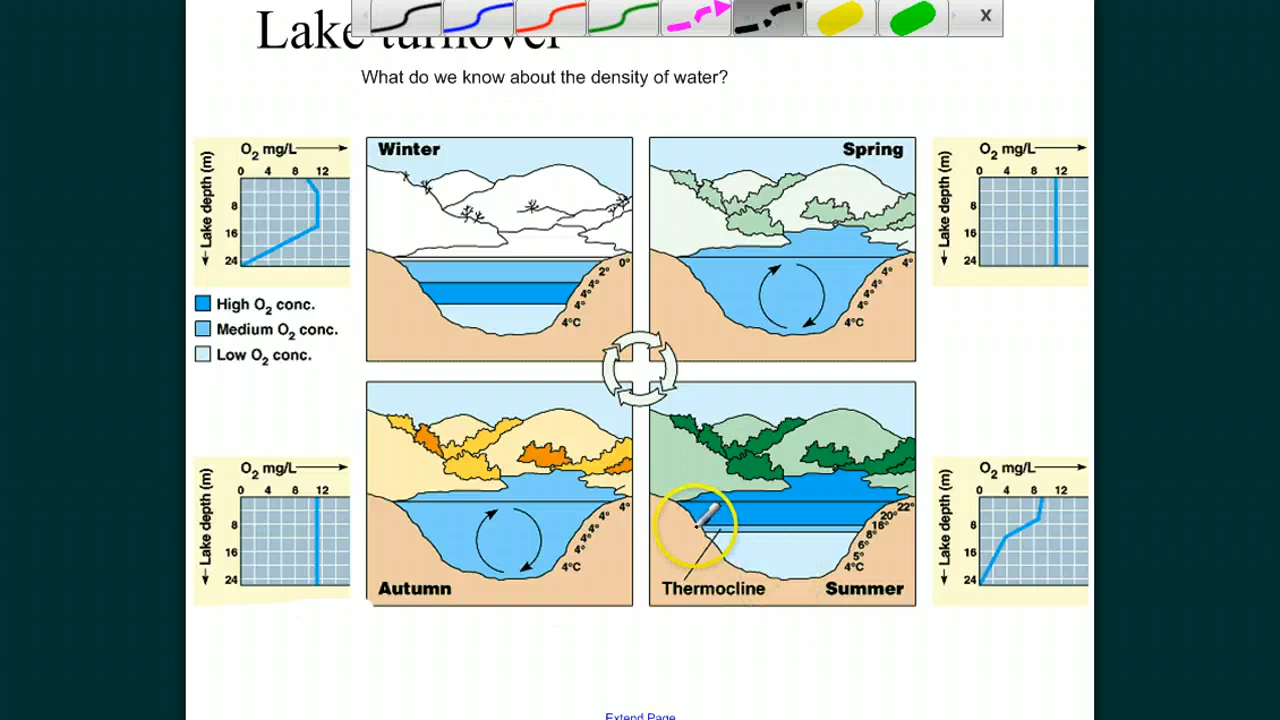 Lake turnover
X
What do we know about the density of water?
O2 mg/L
0 4 8 12
Lake depth (m)
8
16
24
Winter
0°
2°
4°
4°
4°
4°C
Spring
4°
4°
4°
4°
4°
4°C
O2 mg/L
0 4 8 12
Lake depth (m)
8
16
24
High O2 conc.
Medium O2 conc.
Low O2 conc.
O2 mg/L
0 4 8 12
Lake depth (m)
8
16
24
4°
4°
4°
4°
4°
4°C
Autumn
22°
20°
18°
8°
6°
5°
4°C
Thermocline
Summer
O2 mg/L
0 4 8 12
Lake depth (m)
8
16
24
Extend Page